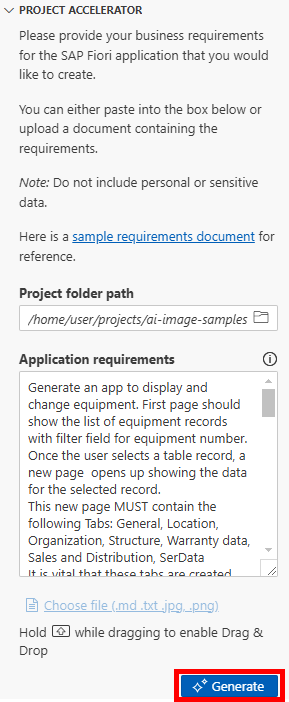 PROJECT ACCELERATOR
Please provide your business requirements
for the SAP Fiori application that you would
like to create.
You can either paste into the box below or
upload a document containing the
requirements.
Note: Do not include personal or sensitive
data.
Here is a sample requirements document for
reference.
Project folder path
/home/user/projects/ai-image-samples
Application requirements
Generate an app to display and
change equipment. First page should
show the list of equipment records
with filter field for equipment number.
Once the user selects a table record, a
new page opens up showing the data
for the selected record.
This new page MUST contain the
following Tabs: General, Location,
Organization, Structure, Warranty data,
Sales and Distribution, SerData
It is vital that these tabs are created
Choose file (.md .txt .jpg, .png)
Hold while dragging to enable Drag &
Drop
Generate